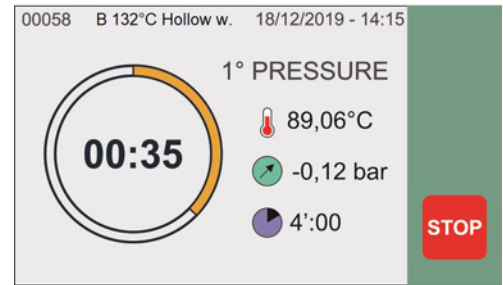 00058 B 132°C Hollow w. 18/12/2019 - 14:15
1° PRESSURE
89,06°C
00:35
-0,12 bar
4':00
STOP